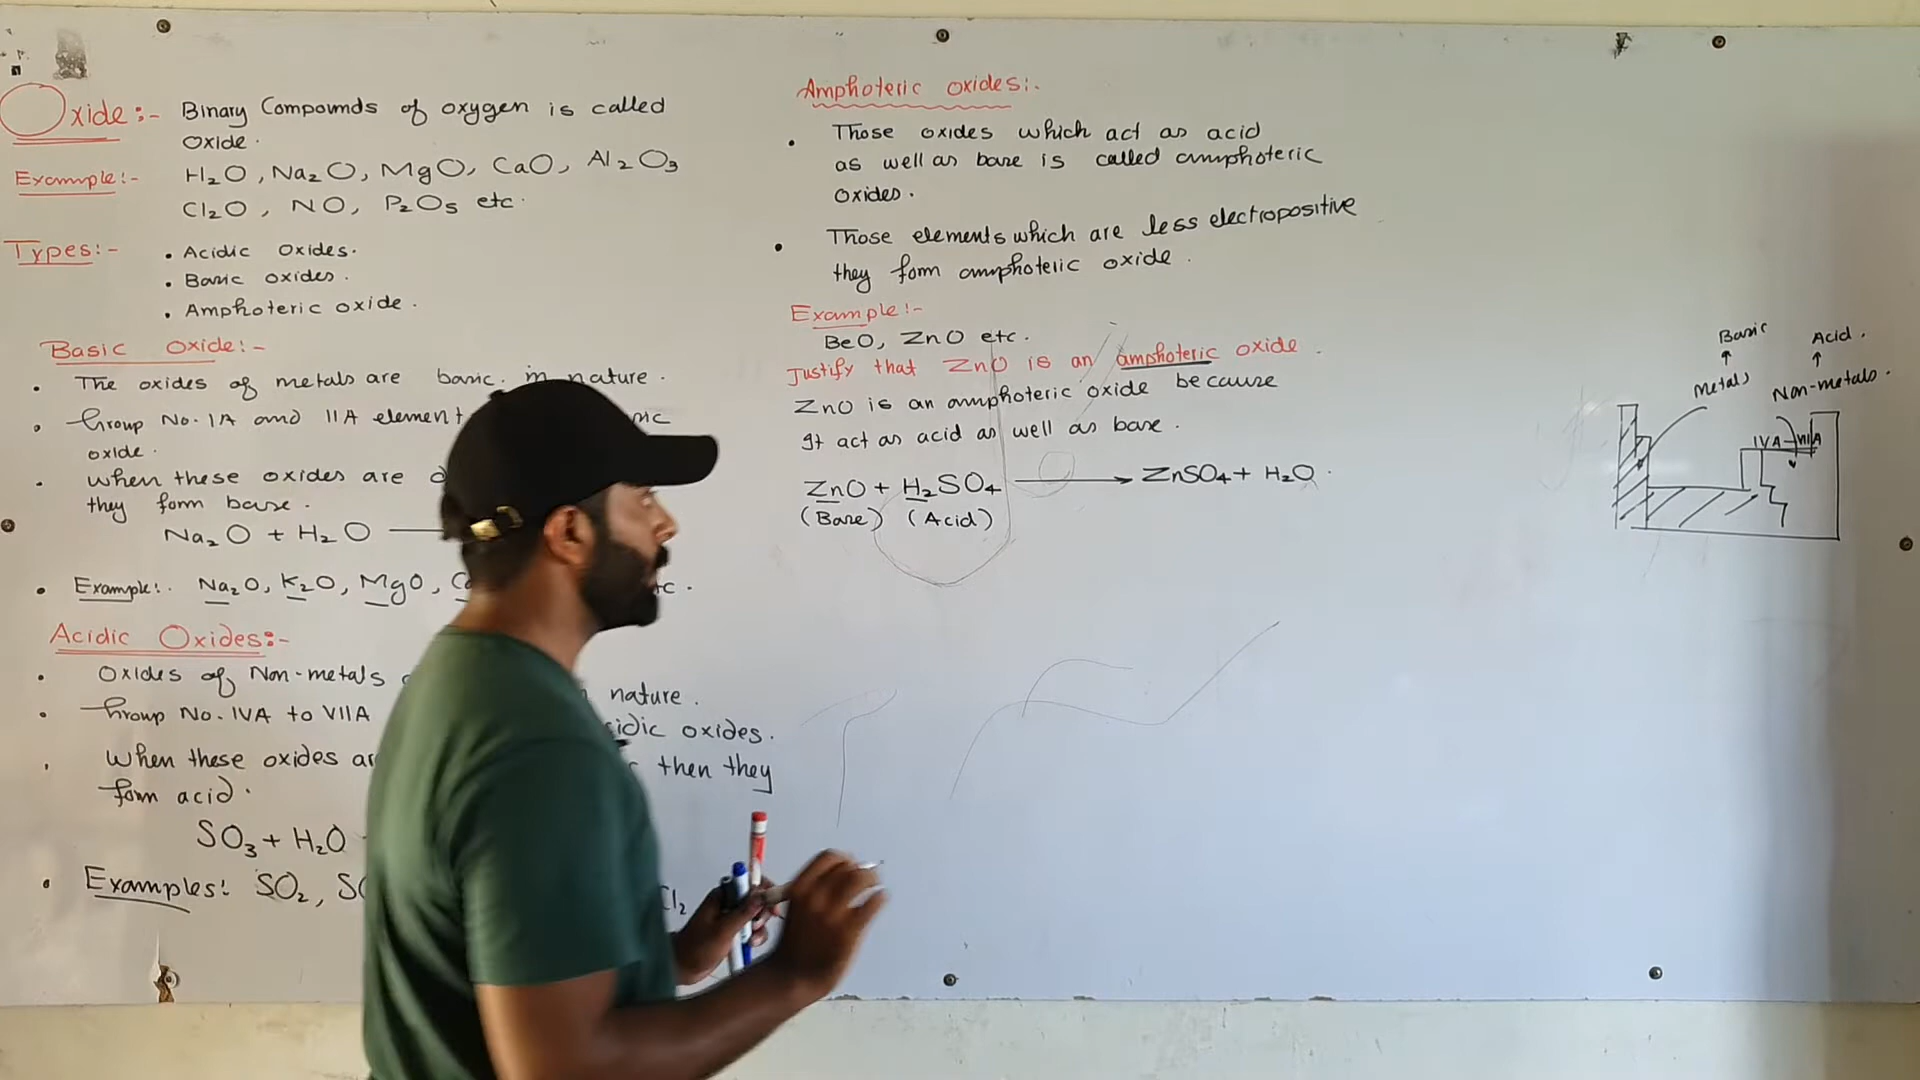 Oxide:- Binary Compounds of oxygen is called
oxide.
Example:- H₂O, Na₂O, MgO, CaO, Al₂O₃
Cl₂O, NO, P₂O₅ etc.
Types:- • Acidic oxides.
• Basic oxides.
• Amphoteric oxide.
Basic Oxide:-
• The oxides of metals are basic in nature.
• Group No. IA and IIA element
oxide.
• when these oxides are
they form base.
Na₂O + H₂O
• Example:. Na₂O, K₂O, MgO,
Acidic Oxides:-
• Oxides of Non-metals nature.
• Group No. IVA to VIIA acidic oxides.
• When these oxides then they
form acid.
SO₃ + H₂O
• Examples: SO₂,
Amphoteric oxides:-
• Those oxides which act as acid
as well as base is called amphoteric
oxides.
• Those elements which are less electropositive
they form amphoteric oxide.
Example:-
BeO, ZnO etc.
Justify that ZnO is an amphoteric oxide.
ZnO is an amphoteric oxide because
It act as acid as well as base.
ZnO + H₂SO₄ → ZnSO₄ + H₂O.
(Base) (Acid)
Basic Acid.
↑ ↑
Metals Non-metals.
IVA-VIIA